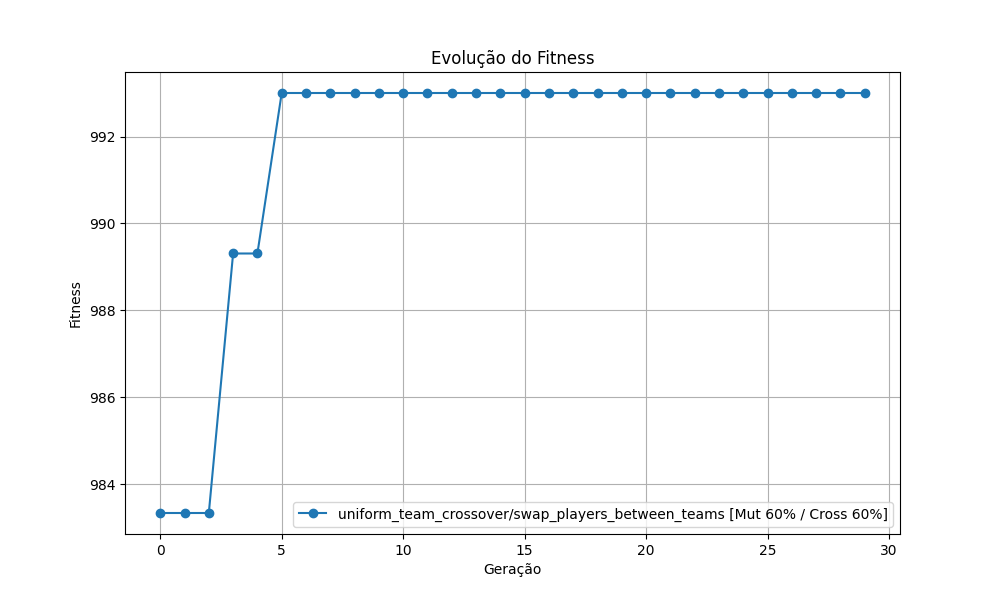 Evolução do Fitness
Fitness
992
990
988
986
984
uniform_team_crossover/swap_players_between_teams [Mut 60% / Cross 60%]
0 5 10 15 20 25 30
Geração